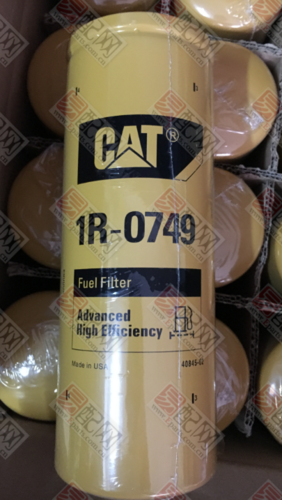 CAT®
1R-0749
Fuel Filter
Advanced
High Efficiency
Made in USA